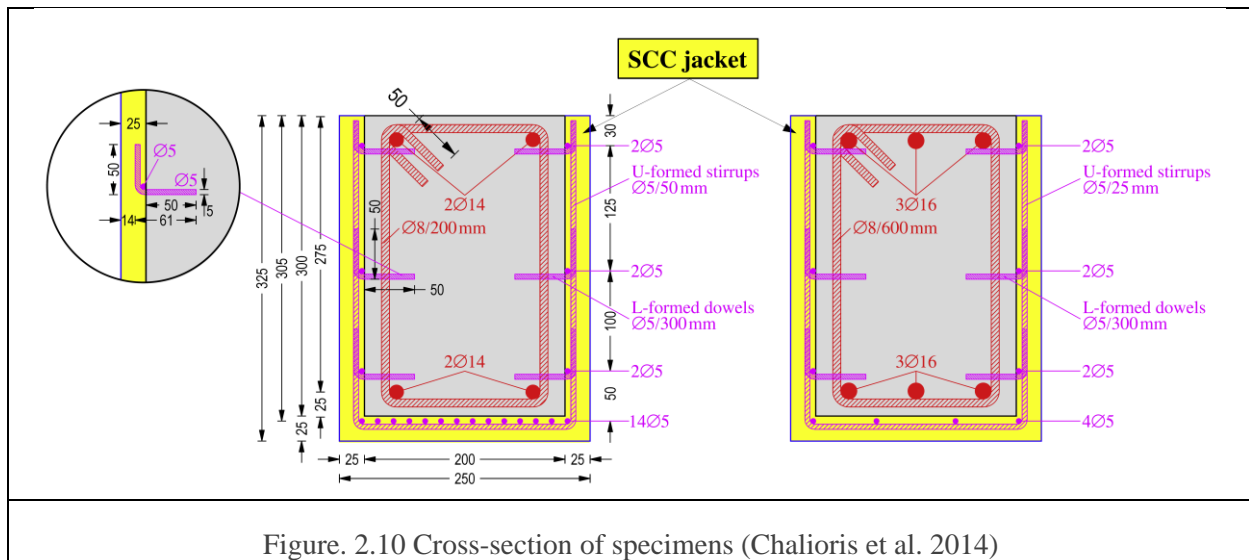 SCC jacket
25
50
Ø5
Ø5
50
5
14
61
325
305
300
275
25
25
50
50
2Ø14
Ø8/200mm
50
2Ø14
25
200
25
250
30
125
100
50
2Ø5
U-formed stirrups
Ø5/50mm
2Ø5
L-formed dowels
Ø5/300mm
2Ø5
14Ø5
3Ø16
Ø8/600mm
3Ø16
2Ø5
U-formed stirrups
Ø5/25mm
2Ø5
L-formed dowels
Ø5/300mm
2Ø5
4Ø5
Figure. 2.10 Cross-section of specimens (Chalioris et al. 2014)